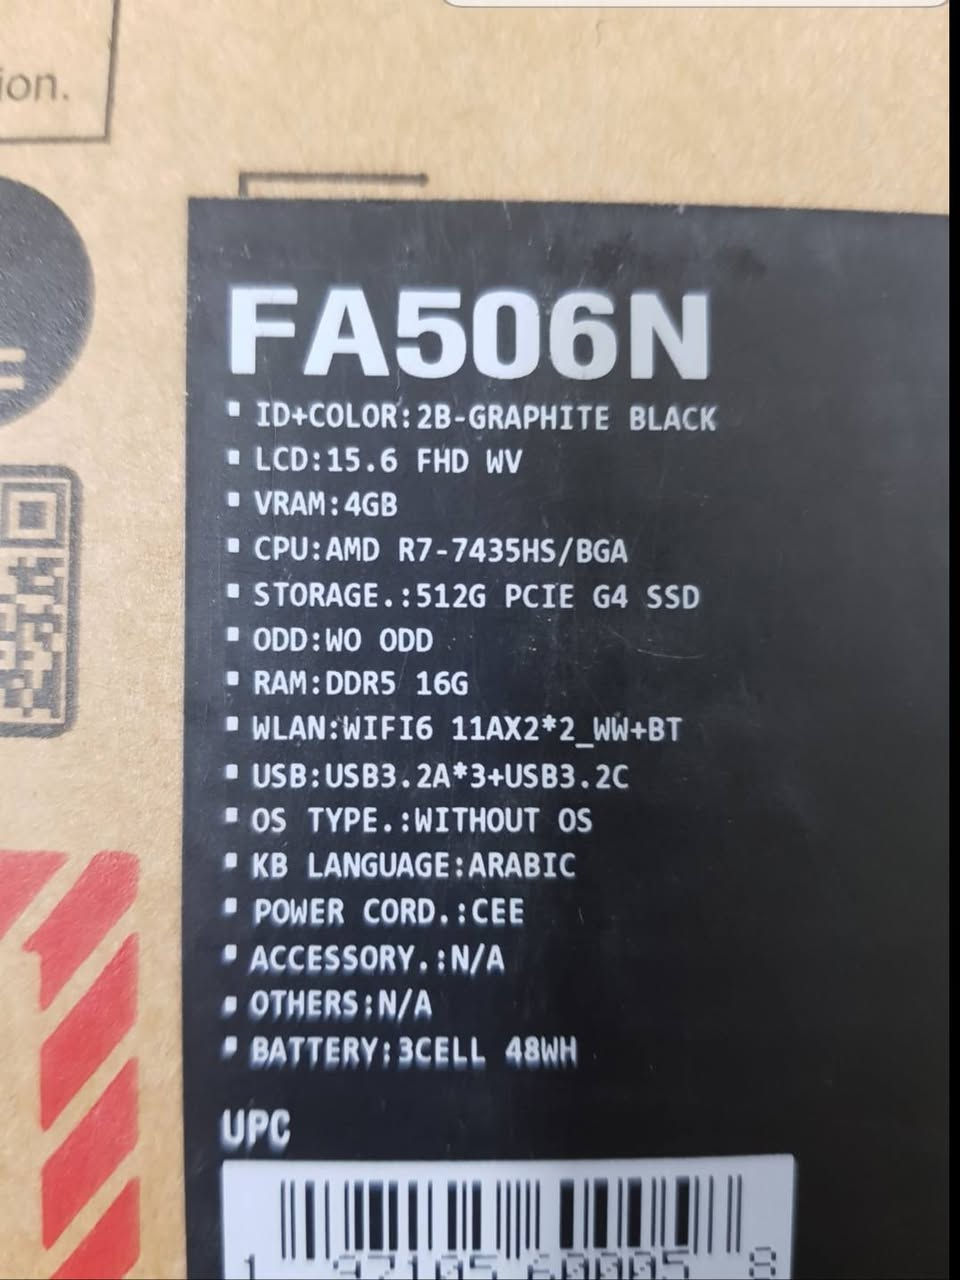 ion.
FA506N
▪ ID+COLOR:2B-GRAPHITE BLACK
▪ LCD:15.6 FHD WV
▪ VRAM:4GB
▪ CPU:AMD R7-7435HS/BGA
▪ STORAGE.:512G PCIE G4 SSD
▪ ODD:WO ODD
▪ RAM:DDR5 16G
▪ WLAN:WIFI6 11AX2*2_WW+BT
▪ USB:USB3.2A*3+USB3.2C
▪ OS TYPE.:WITHOUT OS
▪ KB LANGUAGE:ARABIC
▪ POWER CORD.:CEE
▪ ACCESSORY.:N/A
▪ OTHERS:N/A
▪ BATTERY:3CELL 48WH
UPC